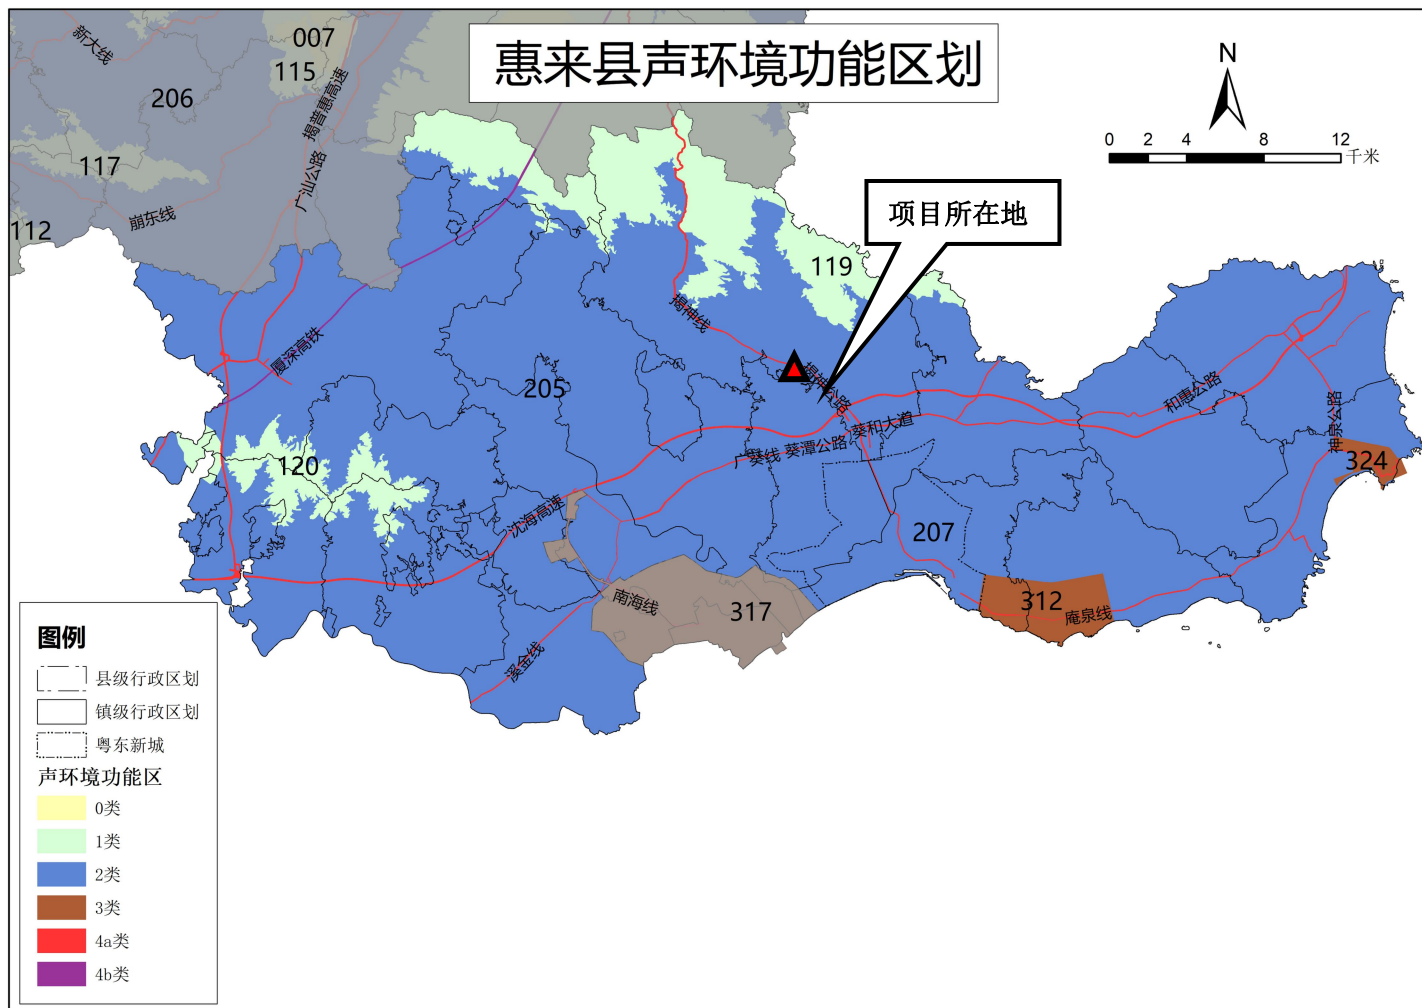 惠来县声环境功能区划
N
0 2 4 8 12
千米
新大线
007
115
206
揭普惠高速
117
广汕公路
崩东线
112
项目所在地
119
揭神线
厦深高铁
205
揭神公路
和惠公路
神泉公路
葵和大道
广葵线 葵潭公路
120
324
沈海高速
207
南海线
317
312
庵泉线
溪金线
图例
县级行政区划
镇级行政区划
粤东新城
声环境功能区
0类
1类
2类
3类
4a类
4b类